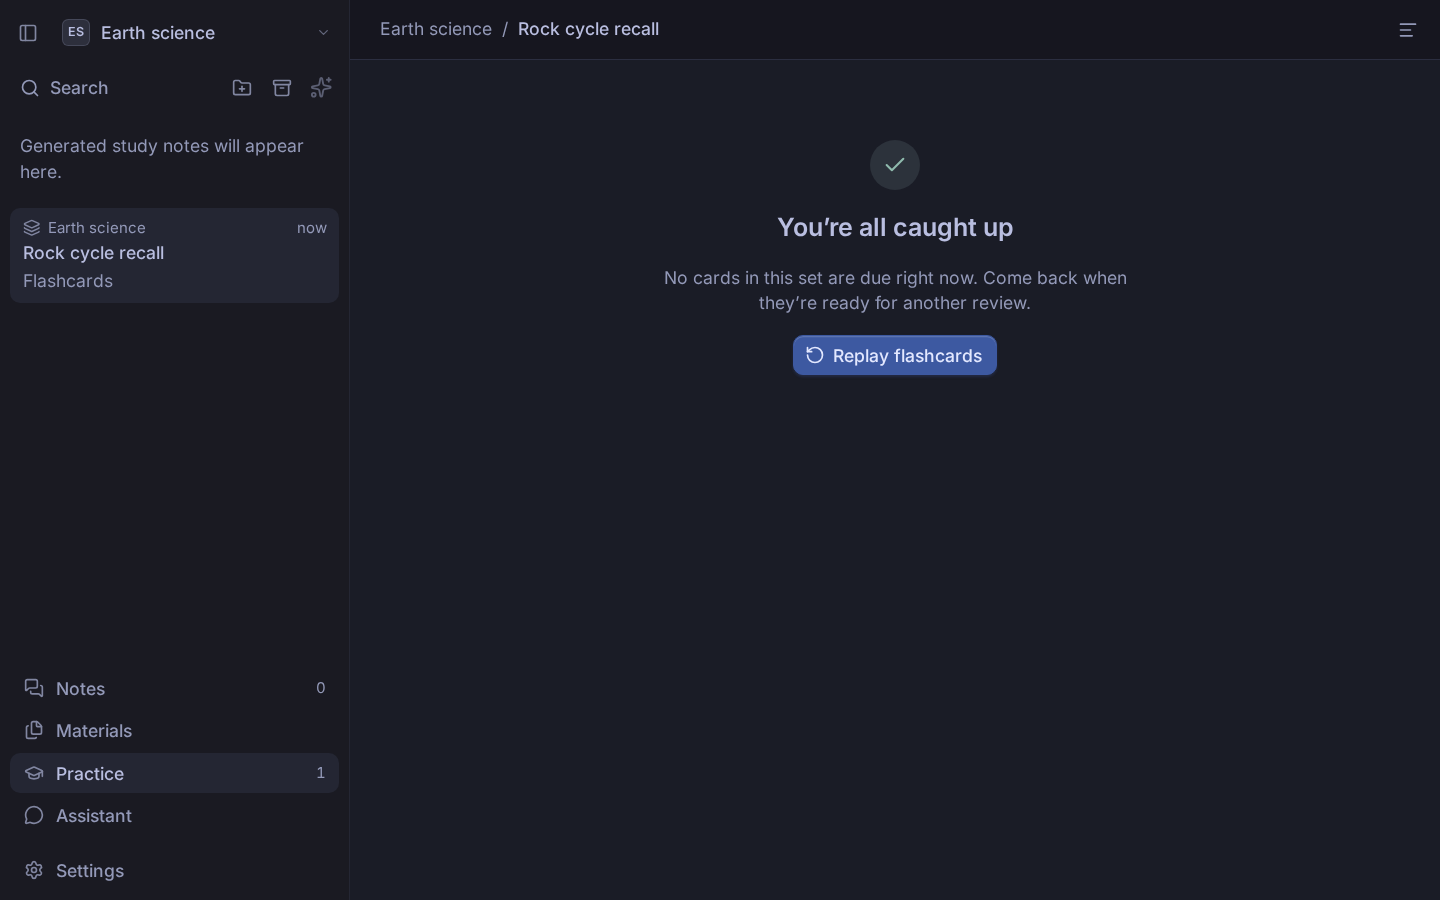 ES Earth science
Search
Generated study notes will appear
here.
Earth science now
Rock cycle recall
Flashcards
Notes 0
Materials
Practice 1
Assistant
Settings
Earth science / Rock cycle recall
You’re all caught up
No cards in this set are due right now. Come back when
they’re ready for another review.
Replay flashcards